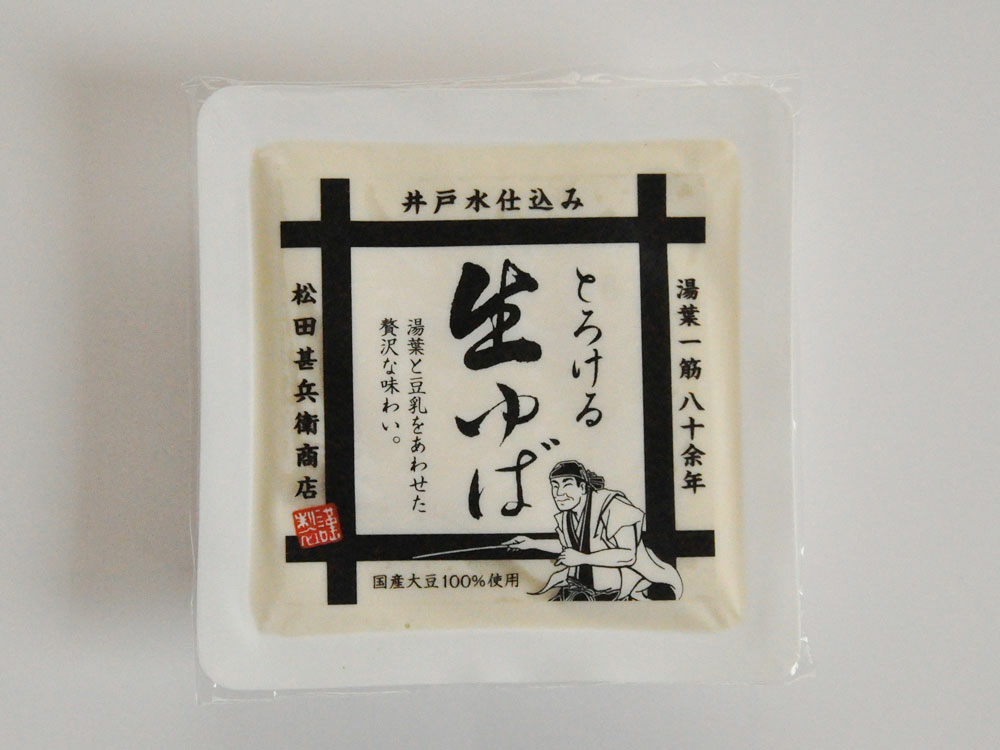 井戸水仕込み
湯葉一筋八十余年
とろける
生ゆば
湯葉と豆乳をあわせた
贅沢な味わい。
松田甚兵衛商店
謹製
国産大豆100%使用